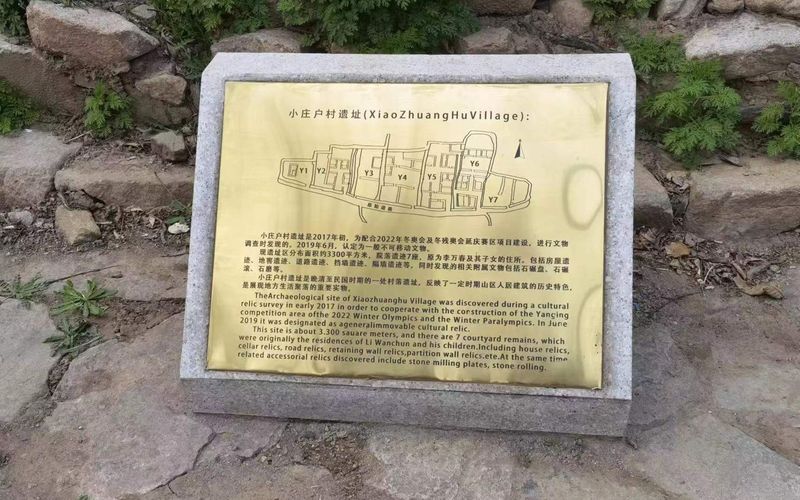 小庄户村遗址(XiaoZhuangHuVillage):
Y1 Y2 Y3 Y4 Y5 Y6 Y7
小庄户村遗址是2017年初，为配合2022年冬奥会及冬残奥会延庆赛区项目建设，进行文物
调查时发现的。2019年6月，认定为一般不可移动文物。
现遗址区分布面积约3300平方米，院落遗迹7座，原为李万春及其子女的住所。包括房屋遗
迹、地窖遗迹、道路遗迹、挡墙遗迹、隔墙遗迹等，同时发现的相关附属文物包括石碾盘、石碾
滚、石磨等。
小庄户村遗址是晚清至民国时期的一处村落遗址，反映了一定时期山区人居建筑的历史特色，
是展现地方生活聚落的重要实物。
TheArchaeological site of Xiaozhuanghu Village was discovered during a cultural
relic survey in early 2017 in order to cooperate with the construction of the Yanqing
competition area ofthe 2022 Winter Olympics and the Winter Paralympics. In June
2019 it was designated as ageneralimmovable cultural relic.
This site is about 3.300 sauare meters, and there are 7 courtyard remains, which
were originally the residences of Li Wanchun and his children.Including house relics,
cellar relics, road relics, retaining wall relics,partition wall relics.ete.At the same time
related accessorial relics discovered include stone milling plates, stone rolling.